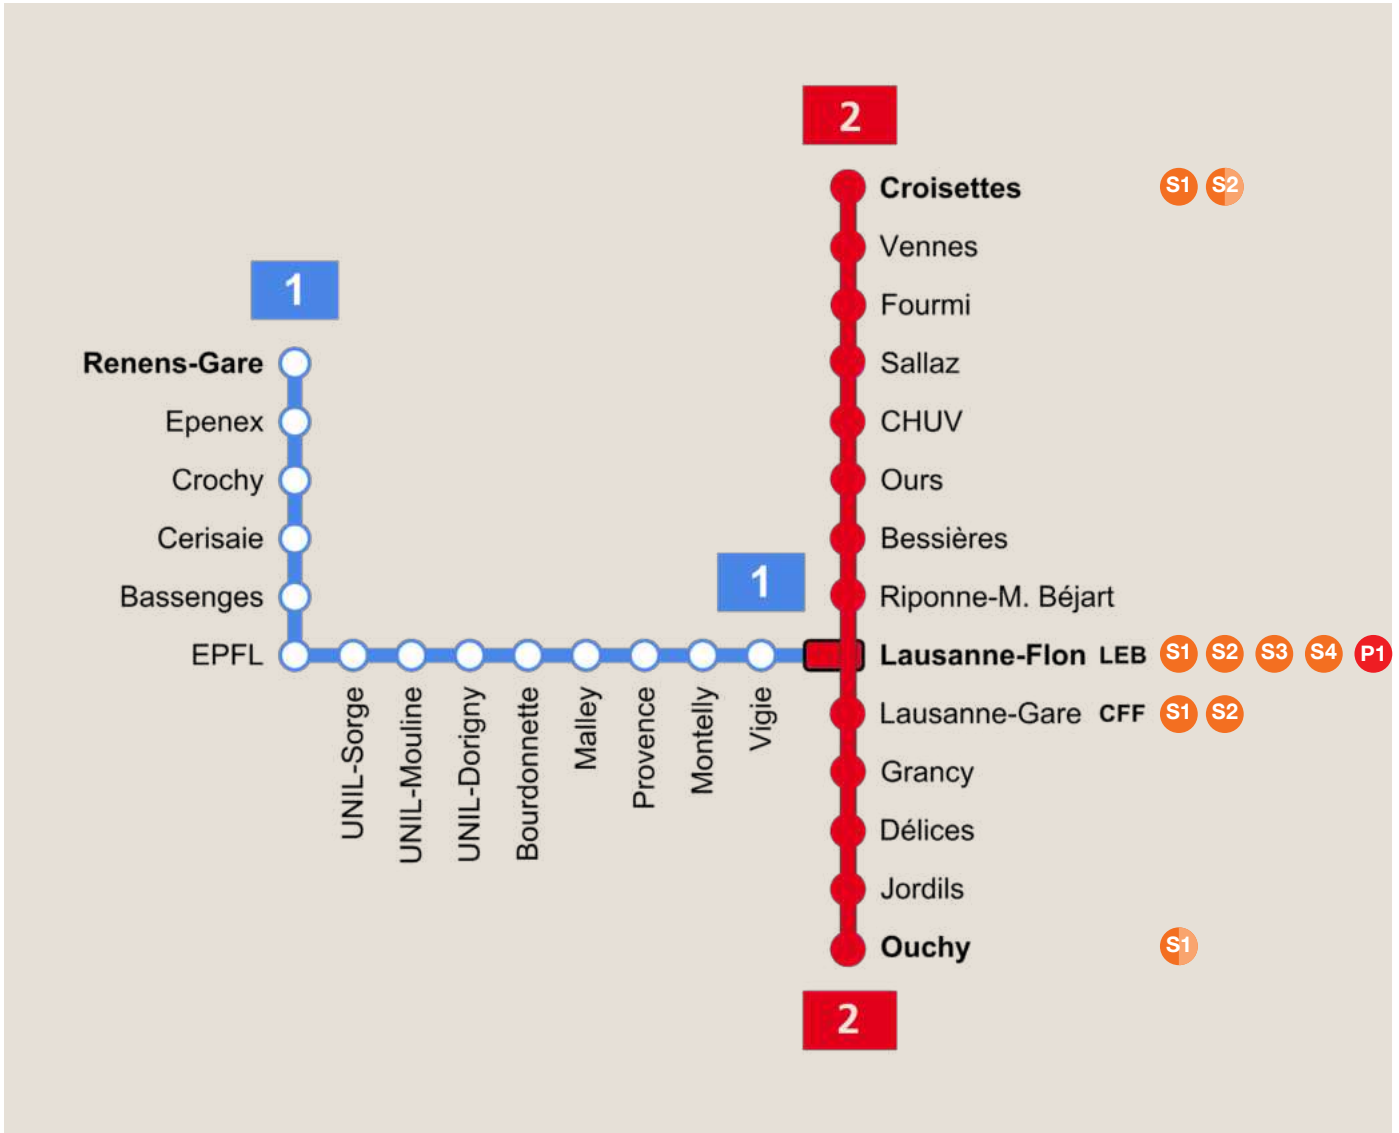 2
Croisettes S1 S2
Vennes
1
Fourmi
Renens-Gare
Sallaz
Epenex
CHUV
Crochy
Ours
Cerisaie
Bessières
1
Bassenges
Riponne-M. Béjart
EPFL
Lausanne-Flon LEB S1 S2 S3 S4 P1
UNIL-Sorge
UNIL-Mouline
UNIL-Dorigny
Bourdonnette
Malley
Provence
Montelly
Vigie
Lausanne-Gare CFF S1 S2
Grancy
Délices
Jordils
Ouchy S1
2